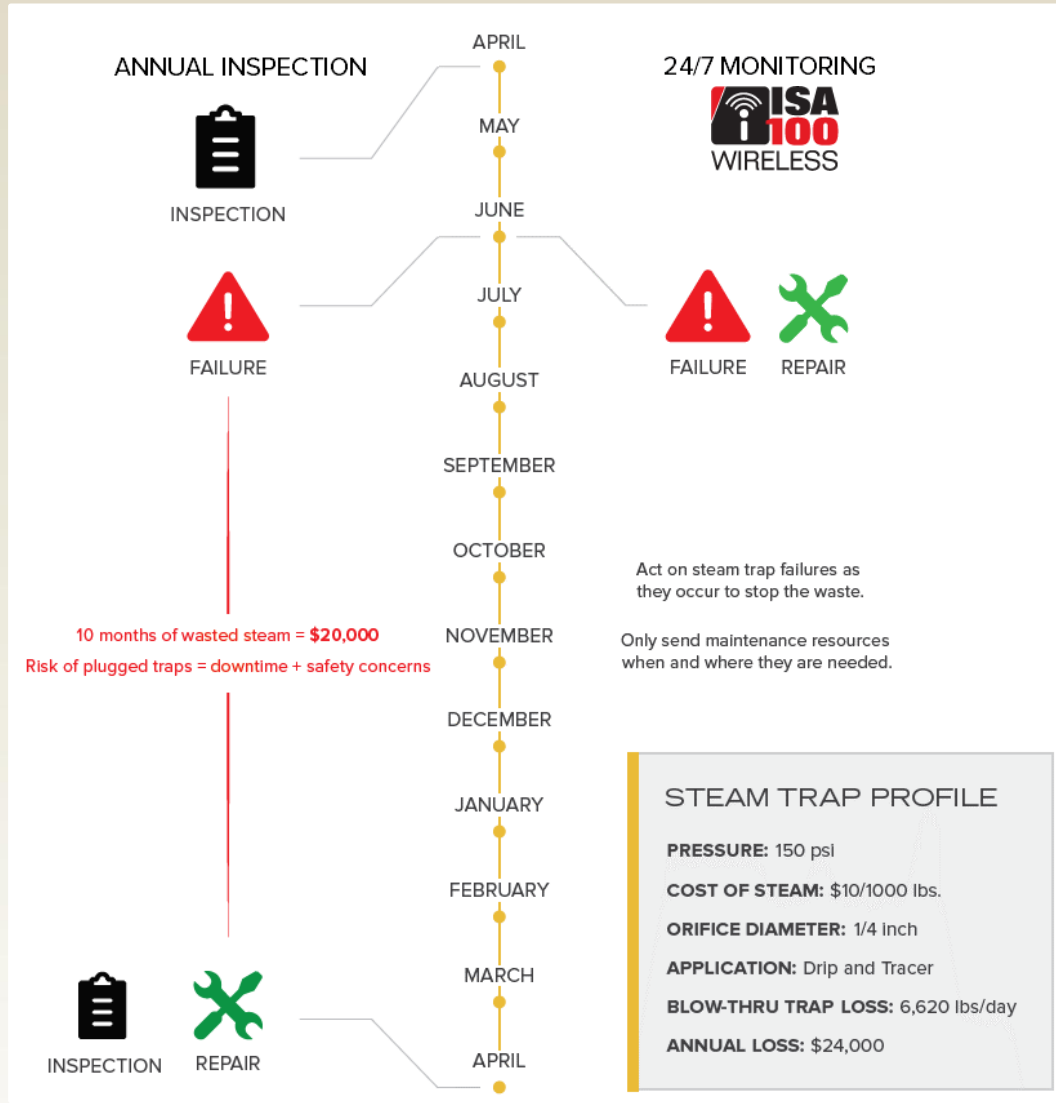 ANNUAL INSPECTION
INSPECTION
FAILURE
10 months of wasted steam = $20,000
Risk of plugged traps = downtime + safety concerns
INSPECTION
REPAIR
APRIL
MAY
JUNE
JULY
AUGUST
SEPTEMBER
OCTOBER
NOVEMBER
DECEMBER
JANUARY
FEBRUARY
MARCH
APRIL
24/7 MONITORING
ISA
100
WIRELESS
FAILURE
REPAIR
Act on steam trap failures as
they occur to stop the waste.
Only send maintenance resources
when and where they are needed.
STEAM TRAP PROFILE
PRESSURE: 150 psi
COST OF STEAM: $10/1000 lbs.
ORIFICE DIAMETER: 1/4 inch
APPLICATION: Drip and Tracer
BLOW-THRU TRAP LOSS: 6,620 lbs/day
ANNUAL LOSS: $24,000